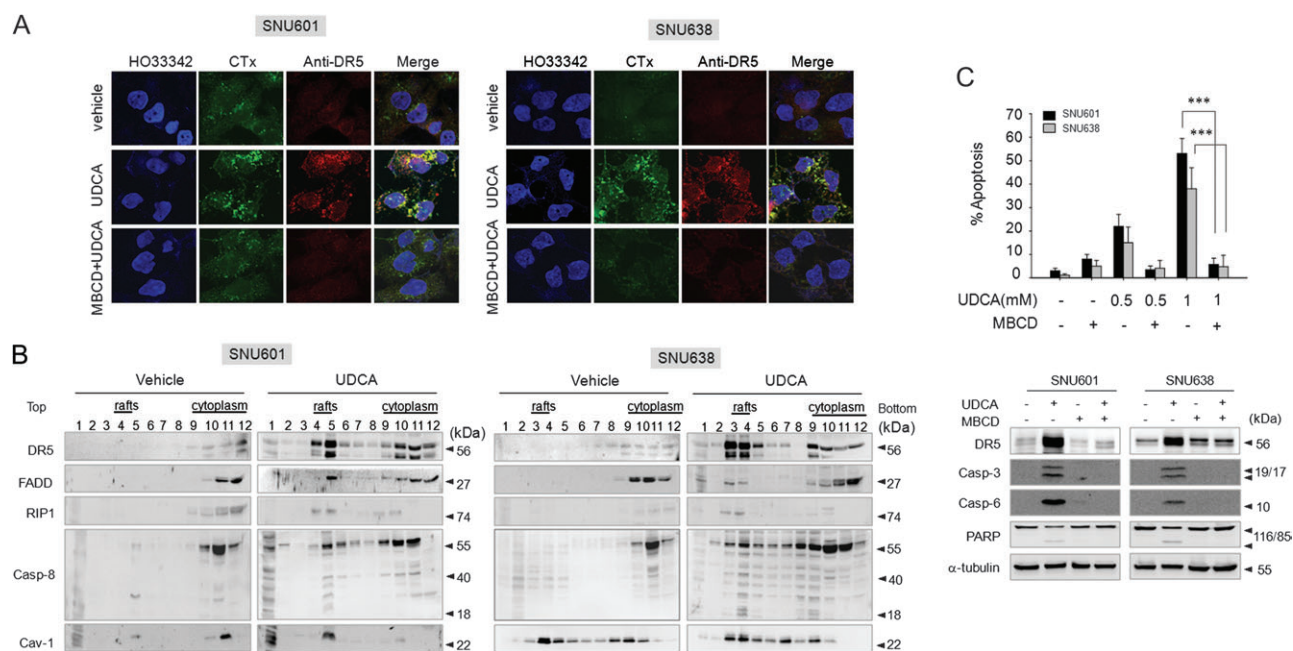 A
SNU601
SNU638
HO33342 CTx Anti-DR5 Merge
HO33342 CTx Anti-DR5 Merge
vehicle
UDCA
MBCD+UDCA
vehicle
UDCA
MBCD+UDCA
B
SNU601
SNU638
Vehicle UDCA
Vehicle UDCA
Top rafts cytoplasm rafts cytoplasm
rafts cytoplasm rafts cytoplasm Bottom
1 2 3 4 5 6 7 8 9 10 11 12 1 2 3 4 5 6 7 8 9 10 11 12 (kDa)
1 2 3 4 5 6 7 8 9 10 11 12 1 2 3 4 5 6 7 8 9 10 11 12 (kDa)
DR5 56 56
FADD 27 27
RIP1 74 74
55 55
Casp-8
40 40
18 18
Cav-1 22 22
C
% Apoptosis
70
60
50
40
30
20
10
0
SNU601
SNU638
***
***
UDCA(mM) - - 0.5 0.5 1 1
MBCD - + - + - +
SNU601 SNU638
UDCA - + - + - + - +
MBCD - - + + - - + + (kDa)
DR5 56
Casp-3 19/17
Casp-6 10
PARP 116/85
α-tubulin 55